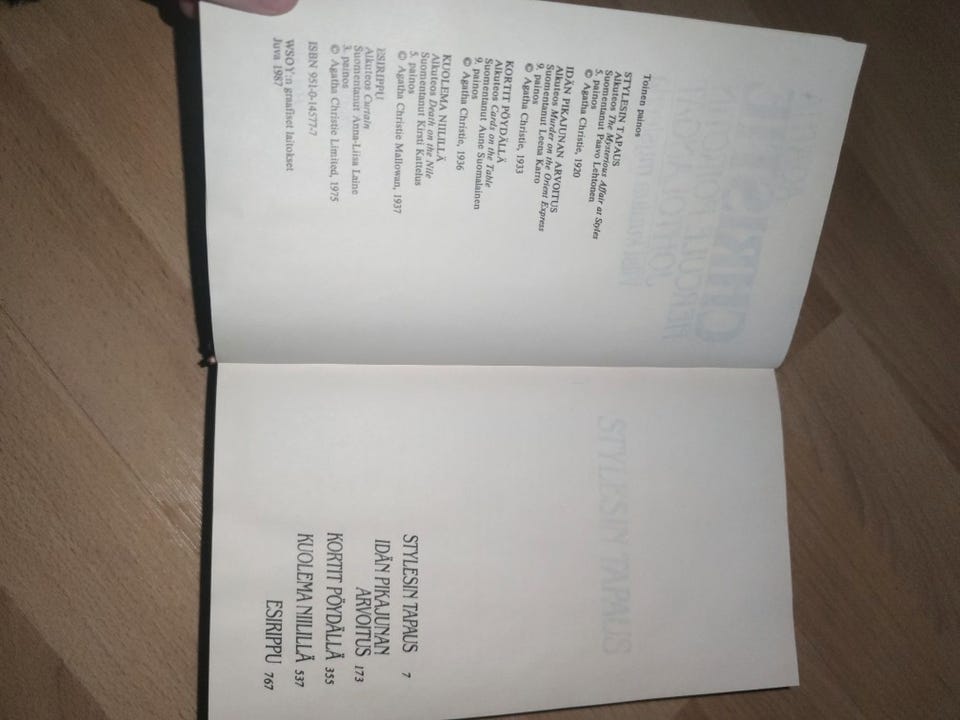 Toinen painos
STYLESIN TAPAUS
Alkuteos The Mysterious Affair at Styles
Suomentanut Paavo Lehtonen
5. painos
© Agatha Christie, 1920
IDÄN PIKAJUNAN ARVOITUS
Alkuteos Murder on the Orient Express
Suomentanut Leena Karro
9. painos
© Agatha Christie, 1933
KORTIT PÖYDÄLLÄ
Alkuteos Cards on the Table
Suomentanut Aune Suomalainen
9. painos
© Agatha Christie, 1936
KUOLEMA NIILILLÄ
Alkuteos Death on the Nile
Suomentanut Kirsti Kattelus
5. painos
© Agatha Christie Mallowan, 1937
ESIRIPPU
Alkuteos Curtain
Suomentanut Anna-Liisa Laine
3. painos
© Agatha Christie Limited, 1975
ISBN 951-0-14577-7
WSOY:n graafiset laitokset
Juva 1987
STYLESIN TAPAUS
STYLESIN TAPAUS 7
IDÄN PIKAJUNAN
ARVOITUS 173
KORTIT PÖYDÄLLÄ 355
KUOLEMA NIILILLÄ 537
ESIRIPPU 767